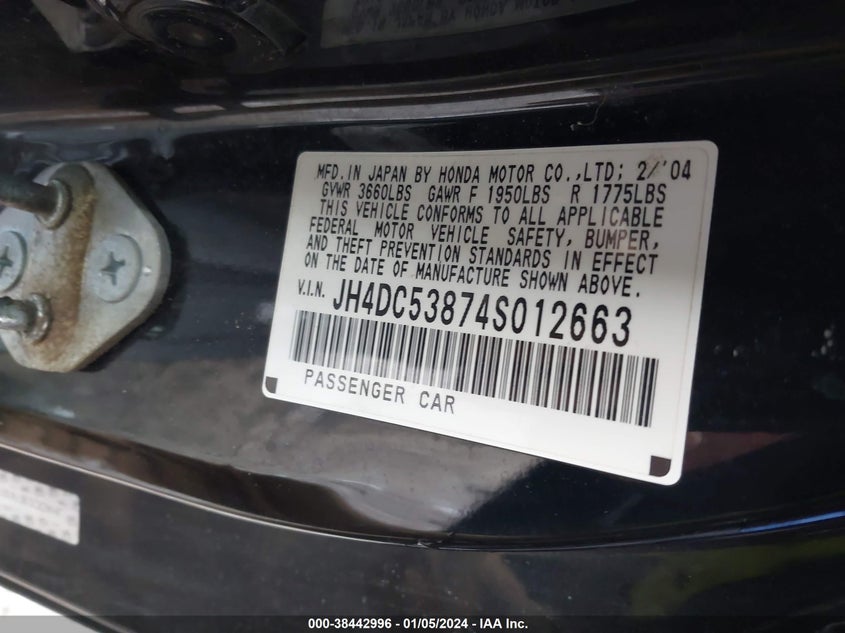 MFD.IN JAPAN BY HONDA MOTOR CO.,LTD; 2/'04
GVWR 3660LBS GAWR F 1950LBS R 1775LBS
THIS VEHICLE CONFORMS TO ALL APPLICABLE
FEDERAL MOTOR VEHICLE SAFETY, BUMPER,
AND THEFT PREVENTION STANDARDS IN EFFECT
ON THE DATE OF MANUFACTURE SHOWN ABOVE.
V.I.N. JH4DC53874S012663
PASSENGER CAR
000-38442996 - 01/05/2024 - IAA Inc.